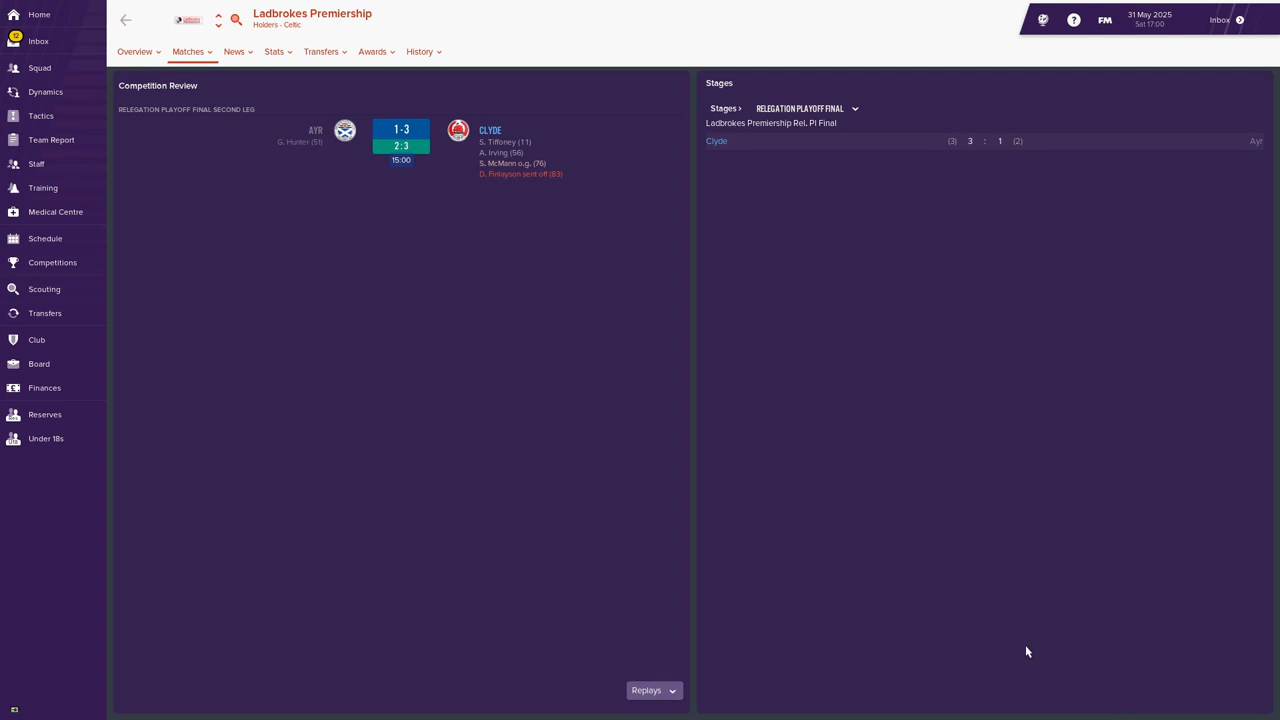 Home
12
Inbox
Squad
Dynamics
Tactics
Team Report
Staff
Training
Medical Centre
Schedule
Competitions
Scouting
Transfers
Club
Board
Finances
Reserves
Under 18s
Ladbrokes Premiership
Holders - Celtic
Overview Matches News Stats Transfers Awards History
? FM
31 May 2025
Sat 17:00
Inbox
Competition Review
RELEGATION PLAYOFF FINAL SECOND LEG
AYR 1 - 3 CLYDE
G. Hunter (51) 2 : 3 S. Tiffoney (11)
15:00 A. Irving (56)
S. McMann o.g. (76)
D. Finlayson sent off (83)
Replays
Stages
Stages > RELEGATION PLAYOFF FINAL
Ladbrokes Premiership Rel. Pl Final
Clyde (3) 3 : 1 (2) Ayr